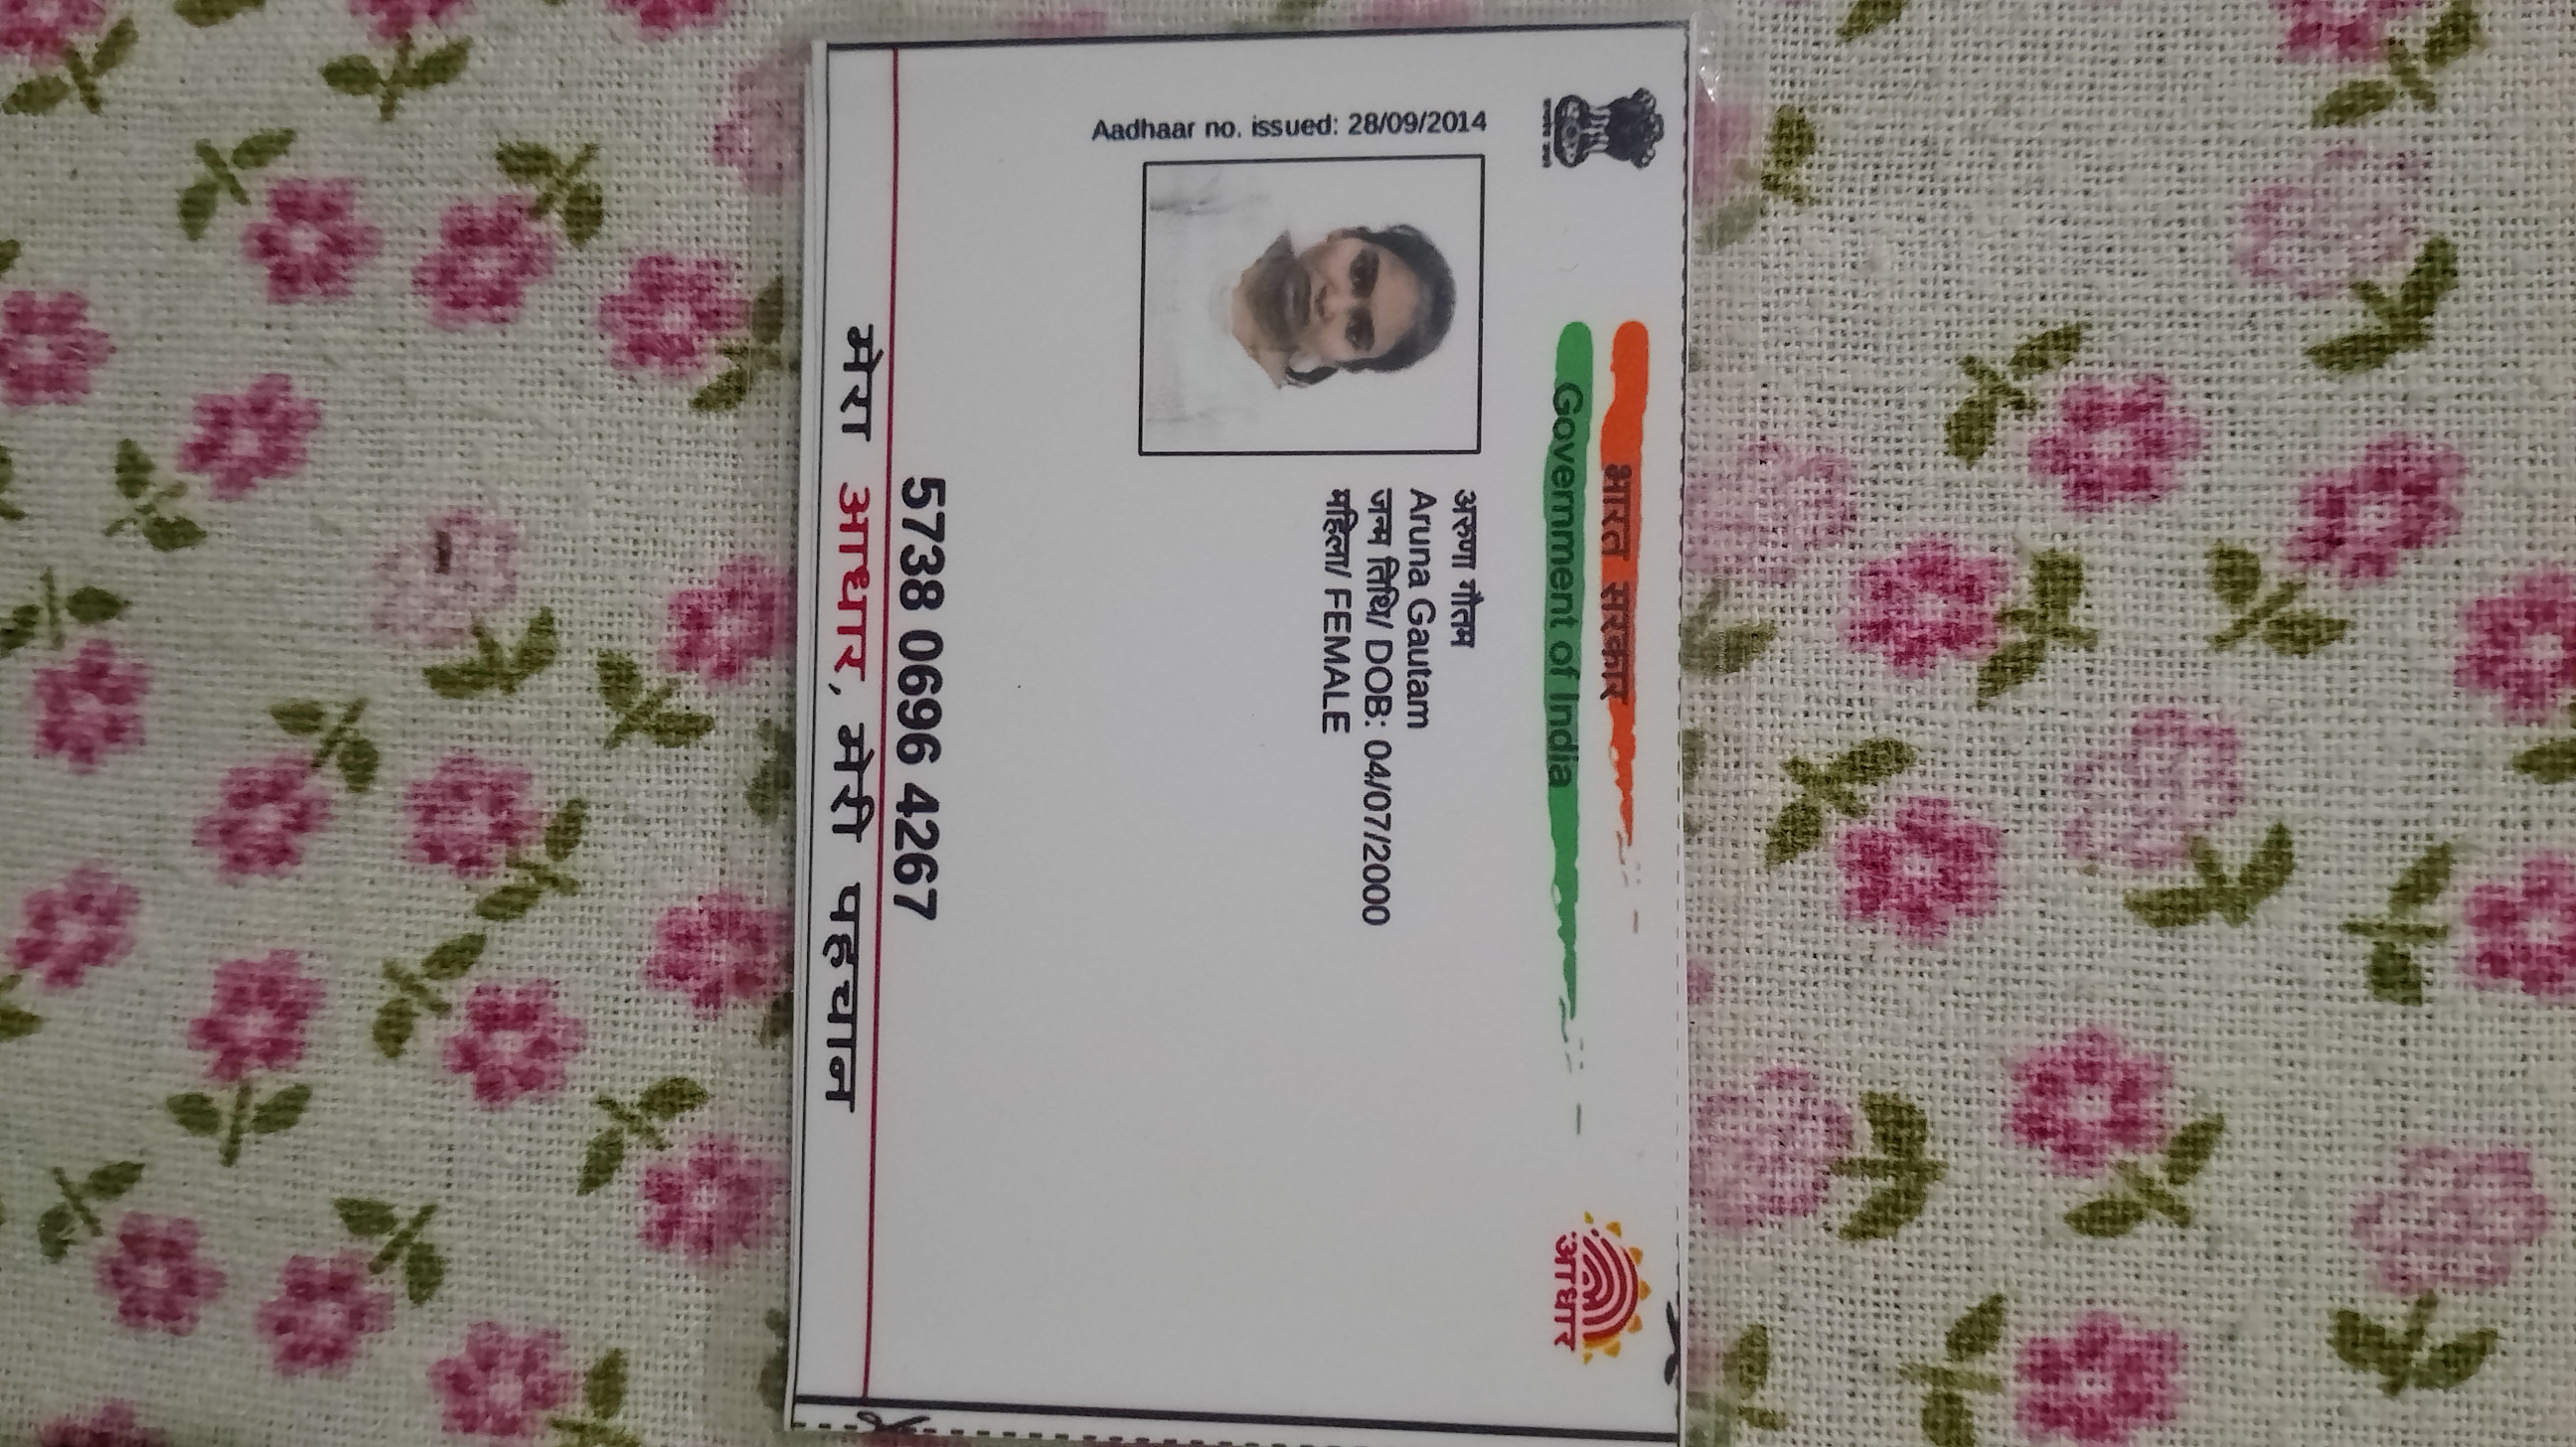 भारत सरकार
Government of India
Aadhaar no. issued: 28/09/2014
अरुणा गौतम
Aruna Gautam
जन्म तिथि/ DOB: 04/07/2000
महिला/ FEMALE
आधार
5738 0696 4267
मेरा आधार, मेरी पहचान